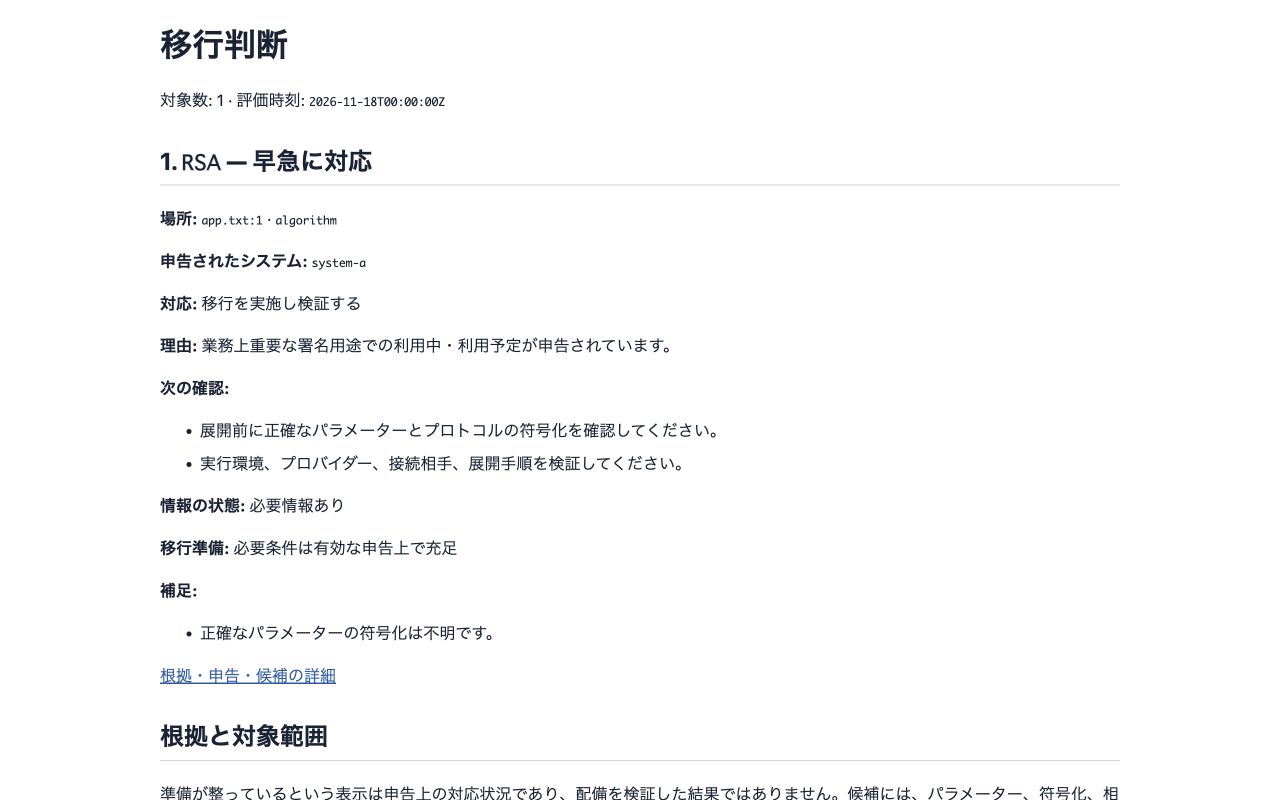 移行判断
対象数: 1 · 評価時刻: 2026-11-18T00:00:00Z
1. RSA — 早急に対応
場所: app.txt:1 · algorithm
申告されたシステム: system-a
対応: 移行を実施し検証する
理由: 業務上重要な署名用途での利用中・利用予定が申告されています。
次の確認:
• 展開前に正確なパラメーターとプロトコルの符号化を確認してください。
• 実行環境、プロバイダー、接続相手、展開手順を検証してください。
情報の状態: 必要情報あり
移行準備: 必要条件は有効な申告上で充足
補足:
• 正確なパラメーターの符号化は不明です。
根拠・申告・候補の詳細
根拠と対象範囲
準備が整っているという表示は申告上の対応状況であり、配備を検証した結果ではありません。候補には、パラメーター、符号化、相